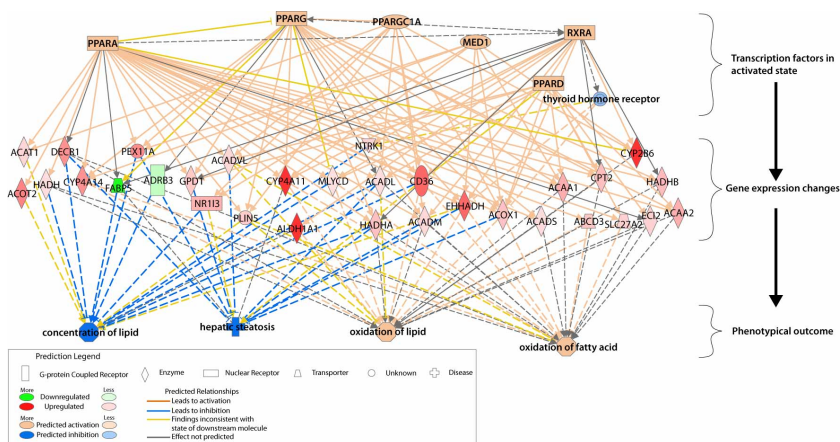 PPARA
PPARG
PPARGC1A
MED1
RXRA
PPARD
thyroid hormone receptor
Transcription factors in
activated state
ACAT1
DECR1
PEX11A
ACADVL
NTRK1
CYP2B6
ACOT2
HADH
CYP4A14
FABP5
ADRB3
GPD1
CYP4A11
MLYCD
ACADL
CD36
ACAA1
CPT2
HADHB
Gene expression changes
NR1I3
PLIN5
ALDH1A1
HADHA
ACADM
EHHADH
ACOX1
ACADS
ABCD3
SLC27A2
ECI2
ACAA2
concentration of lipid
hepatic steatosis
oxidation of lipid
oxidation of fatty acid
Phenotypical outcome
Prediction Legend
G-protein Coupled Receptor
Enzyme
Nuclear Receptor
Transporter
Unknown
Disease
More
Less
Downregulated
Upregulated
More
Less
Predicted activation
Predicted inhibition
Predicted Relationships
Leads to activation
Leads to inhibition
Findings inconsistent with
state of downstream molecule
Effect not predicted